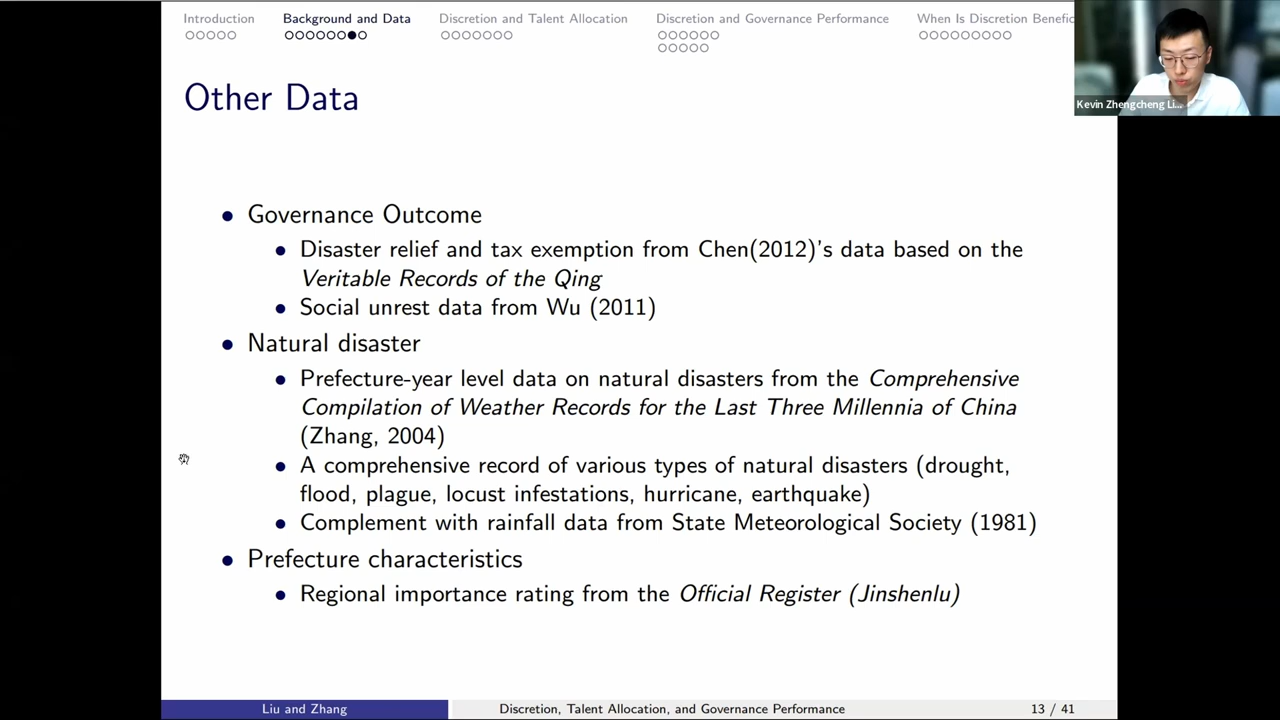 Introduction
Background and Data
Discretion and Talent Allocation
Discretion and Governance Performance
When Is Discretion Benefic
Kevin Zhengcheng Li...
Other Data
• Governance Outcome
• Disaster relief and tax exemption from Chen(2012)'s data based on the
Veritable Records of the Qing
• Social unrest data from Wu (2011)
• Natural disaster
• Prefecture-year level data on natural disasters from the Comprehensive
Compilation of Weather Records for the Last Three Millennia of China
(Zhang, 2004)
• A comprehensive record of various types of natural disasters (drought,
flood, plague, locust infestations, hurricane, earthquake)
• Complement with rainfall data from State Meteorological Society (1981)
• Prefecture characteristics
• Regional importance rating from the Official Register (Jinshenlu)
Liu and Zhang
Discretion, Talent Allocation, and Governance Performance
13 / 41